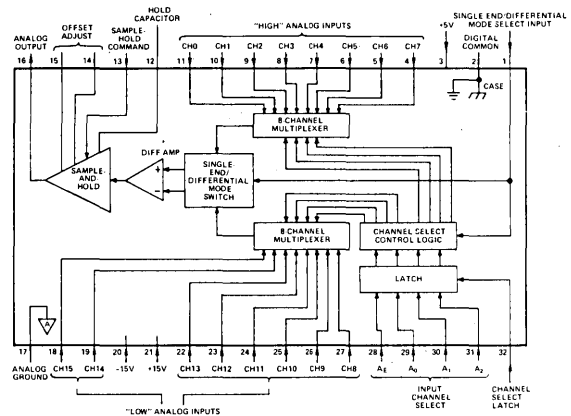 HOLD
CAPACITOR
SINGLE END/DIFFERENTIAL
MODE SELECT INPUT
ANALOG
OUTPUT
OFFSET
ADJUST
SAMPLE-
HOLD
COMMAND
"HIGH" ANALOG INPUTS
+5V
DIGITAL
COMMON
CH0 CH1 CH2 CH3 CH4 CH5 CH6 CH7
16 15 14 13 12 11 10 9 8 7 6 5 4 3 2 1
CASE
8-CHANNEL
MULTIPLEXER
DIFF AMP
SAMPLE-
AND-HOLD
+
−
SINGLE-
END/
DIFFERENTIAL
MODE
SWITCH
8-CHANNEL
MULTIPLEXER
CHANNEL SELECT
CONTROL LOGIC
LATCH
A
17 18 19 20 21 22 23 24 25 26 27 28 29 30 31 32
ANALOG
GROUND
CH15 CH14 -15V +15V CH13 CH12 CH11 CH10 CH9 CH8 AE A0 A1 A2
INPUT
CHANNEL
SELECT
CHANNEL
SELECT
LATCH
"LOW" ANALOG INPUTS